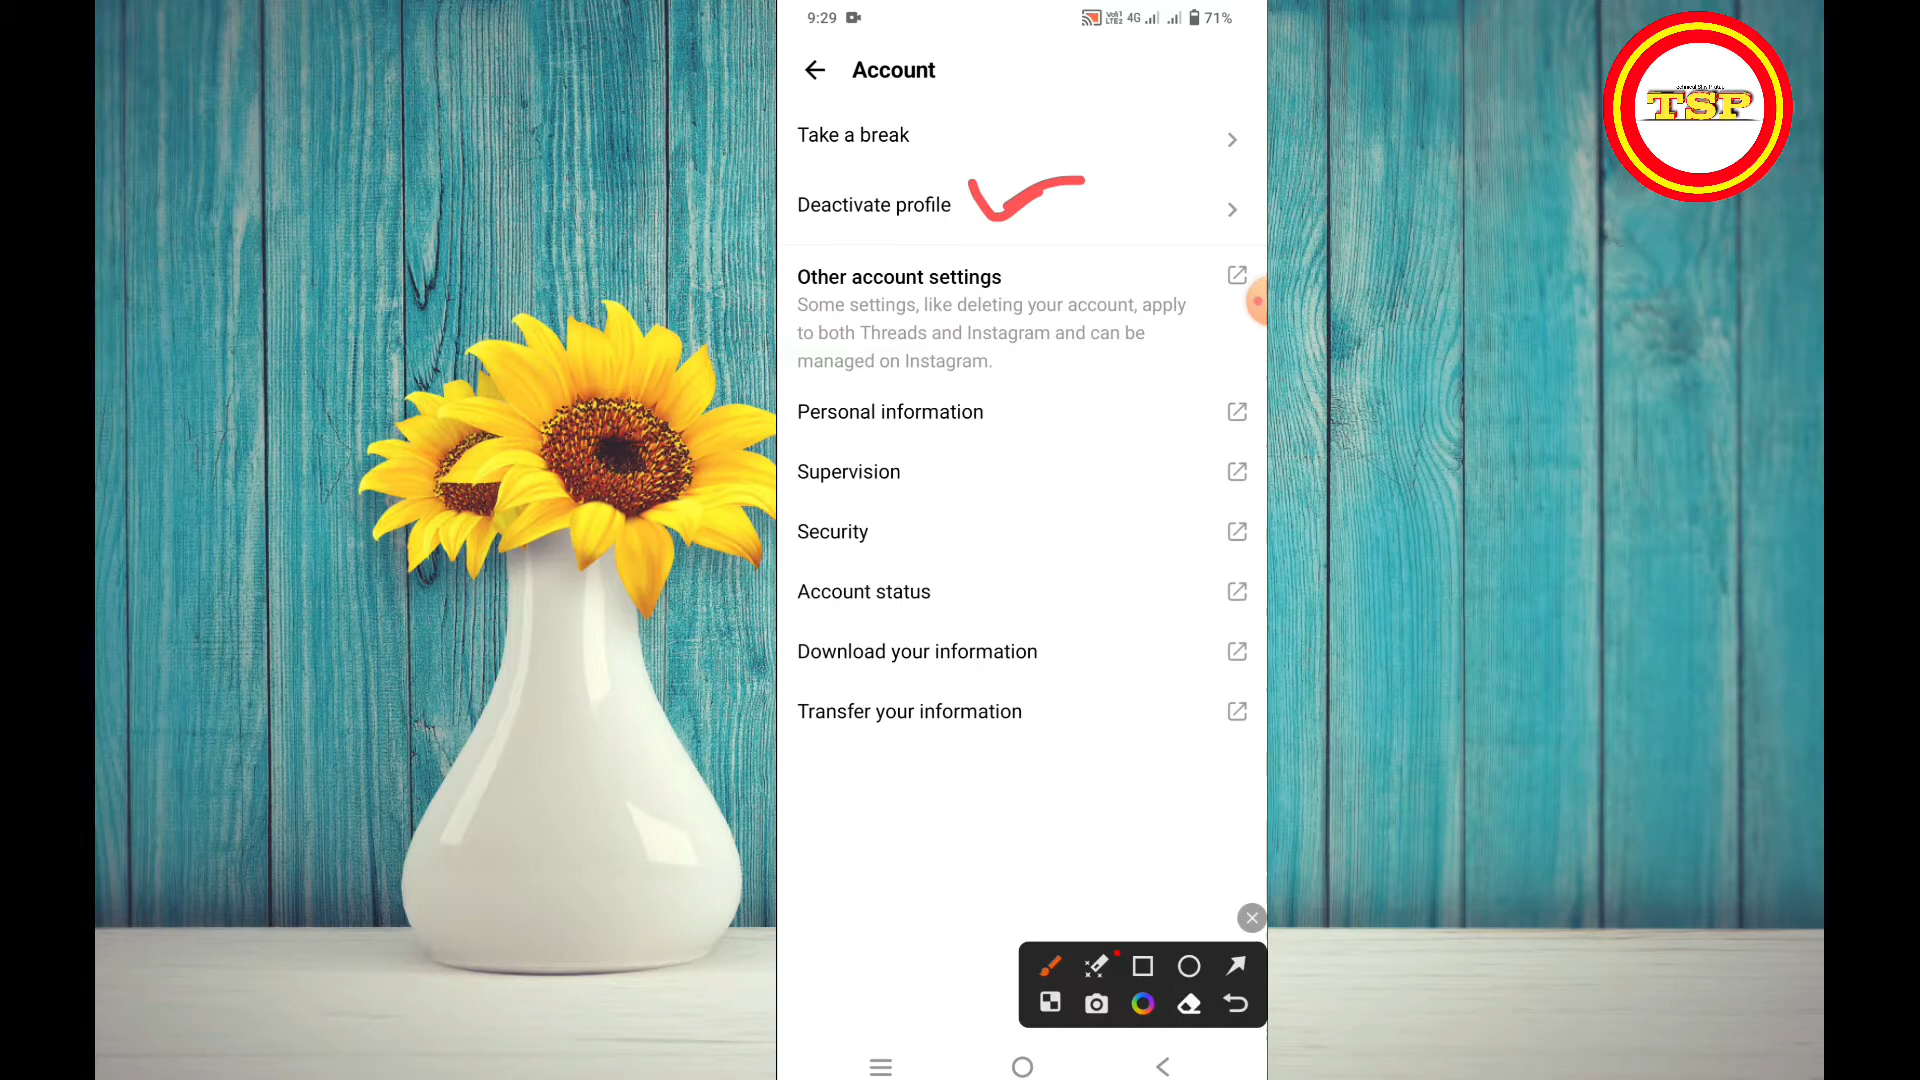 9:29
4G
71%
TSP
Account
Take a break
Deactivate profile
Other account settings
Some settings, like deleting your account, apply
to both Threads and Instagram and can be
managed on Instagram.
Personal information
Supervision
Security
Account status
Download your information
Transfer your information